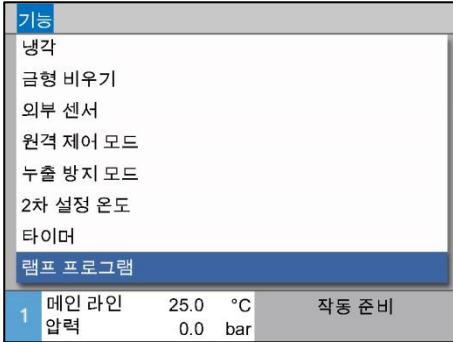 기능
냉각
금형 비우기
외부 센서
원격 제어 모드
누출 방지 모드
2차 설정 온도
타이머
램프 프로그램
1 메인 라인 25.0 °C 작동 준비
압력 0.0 bar